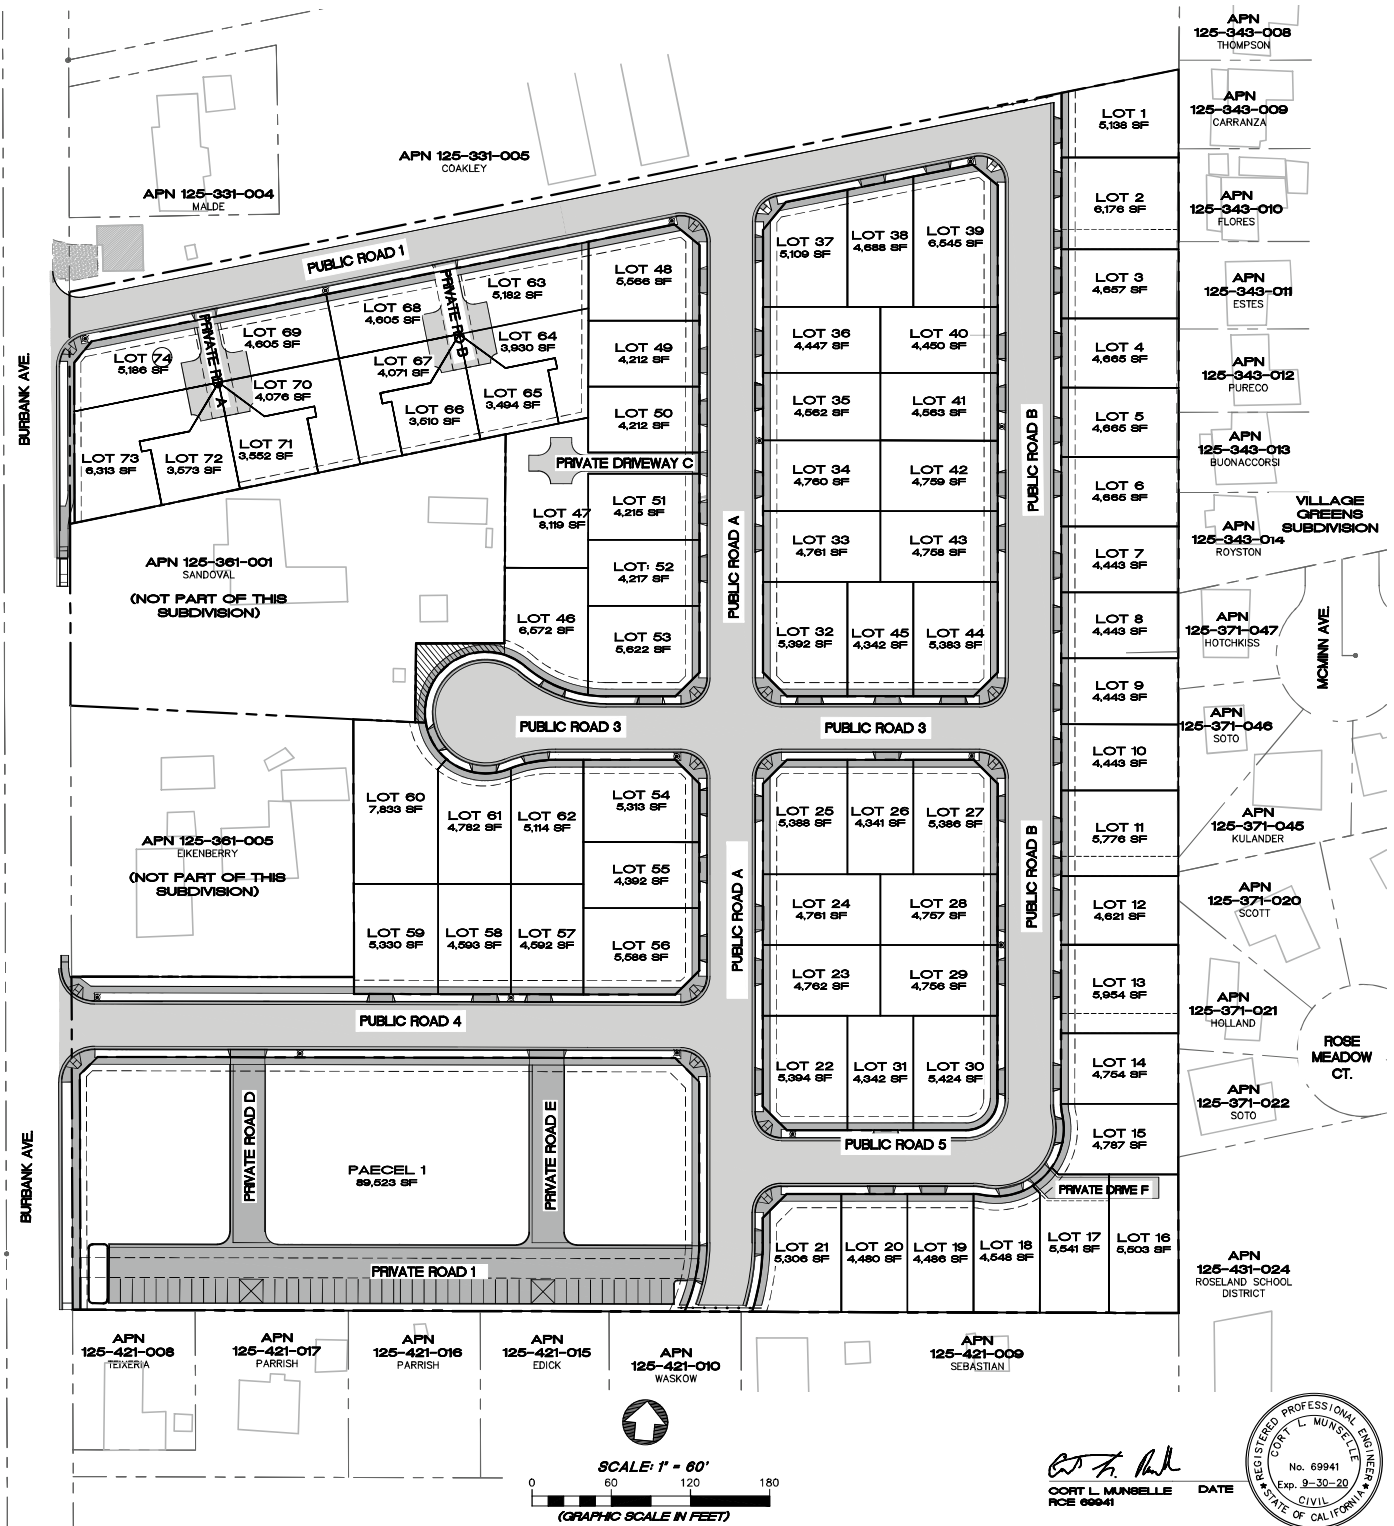 APN
125-343-008
THOMPSON
APN
125-343-009
CARRANZA
APN
125-343-010
FLORES
APN
125-343-011
ESTES
APN
125-343-012
PURECO
APN
125-343-013
BUONACCORSI
APN
125-343-014
ROYSTON
VILLAGE
GREENS
SUBDIVISION
APN
125-371-047
HOTCHKISS
MCMINN AVE.
APN
125-371-046
SOTO
APN
125-371-045
KULANDER
APN
125-371-020
SCOTT
APN
125-371-021
HOLLAND
ROSE
MEADOW
CT.
APN
125-371-022
SOTO
APN
125-431-024
ROSELAND SCHOOL
DISTRICT
APN 125-331-005
COAKLEY
APN 125-331-004
MALDE
BURBANK AVE.
PUBLIC ROAD 1
LOT 1
5,138 SF
LOT 2
6,176 SF
LOT 3
4,657 SF
LOT 4
4,665 SF
LOT 5
4,665 SF
LOT 6
4,665 SF
LOT 7
4,443 SF
LOT 8
4,443 SF
LOT 9
4,443 SF
LOT 10
4,443 SF
LOT 11
5,776 SF
LOT 12
4,621 SF
LOT 13
5,954 SF
LOT 14
4,754 SF
LOT 15
4,787 SF
PRIVATE DRIVE F
LOT 16
5,503 SF
LOT 17
5,541 SF
LOT 18
4,548 SF
LOT 19
4,486 SF
LOT 20
4,480 SF
LOT 21
5,306 SF
PUBLIC ROAD 5
LOT 22
5,394 SF
LOT 31
4,342 SF
LOT 30
5,424 SF
LOT 23
4,762 SF
LOT 29
4,756 SF
LOT 24
4,761 SF
LOT 28
4,757 SF
LOT 25
5,388 SF
LOT 26
4,341 SF
LOT 27
5,386 SF
PUBLIC ROAD B
PUBLIC ROAD B
PUBLIC ROAD A
PUBLIC ROAD A
PUBLIC ROAD 3
PUBLIC ROAD 3
LOT 32
5,392 SF
LOT 45
4,342 SF
LOT 44
5,383 SF
LOT 33
4,761 SF
LOT 43
4,758 SF
LOT 34
4,760 SF
LOT 42
4,759 SF
LOT 35
4,562 SF
LOT 41
4,563 SF
LOT 36
4,447 SF
LOT 40
4,450 SF
LOT 37
5,109 SF
LOT 38
4,688 SF
LOT 39
6,545 SF
LOT 48
5,566 SF
LOT 49
4,212 SF
LOT 50
4,212 SF
PRIVATE DRIVEWAY C
LOT 51
4,215 SF
LOT: 52
4,217 SF
LOT 53
5,622 SF
LOT 47
8,119 SF
LOT 46
6,572 SF
LOT 63
5,182 SF
LOT 64
3,930 SF
LOT 65
3,494 SF
LOT 66
3,510 SF
LOT 67
4,071 SF
LOT 68
4,605 SF
PRIVATE RD B
LOT 69
4,605 SF
LOT 70
4,076 SF
LOT 71
3,552 SF
LOT 72
3,573 SF
LOT 73
6,313 SF
LOT 74
5,186 SF
PRIVATE RD. A
APN 125-361-001
SANDOVAL
(NOT PART OF THIS
SUBDIVISION)
APN 125-361-005
EIKENBERRY
(NOT PART OF THIS
SUBDIVISION)
LOT 60
7,833 SF
LOT 61
4,782 SF
LOT 62
5,114 SF
LOT 54
5,313 SF
LOT 55
4,392 SF
LOT 56
5,586 SF
LOT 59
5,330 SF
LOT 58
4,593 SF
LOT 57
4,592 SF
PUBLIC ROAD 4
BURBANK AVE.
PRIVATE ROAD D
PRIVATE ROAD E
PAECEL 1
89,523 SF
PRIVATE ROAD 1
APN
125-421-008
TEIXERIA
APN
125-421-017
PARRISH
APN
125-421-016
PARRISH
APN
125-421-015
EDICK
APN
125-421-010
WASKOW
APN
125-421-009
SEBASTIAN
SCALE: 1" = 60'
0 60 120 180
(GRAPHIC SCALE IN FEET)
CORT L. MUNSELLE DATE
RCE 69941
REGISTERED PROFESSIONAL ENGINEER
CORT L. MUNSELLE
No. 69941
Exp. 9-30-20
CIVIL
STATE OF CALIFORNIA